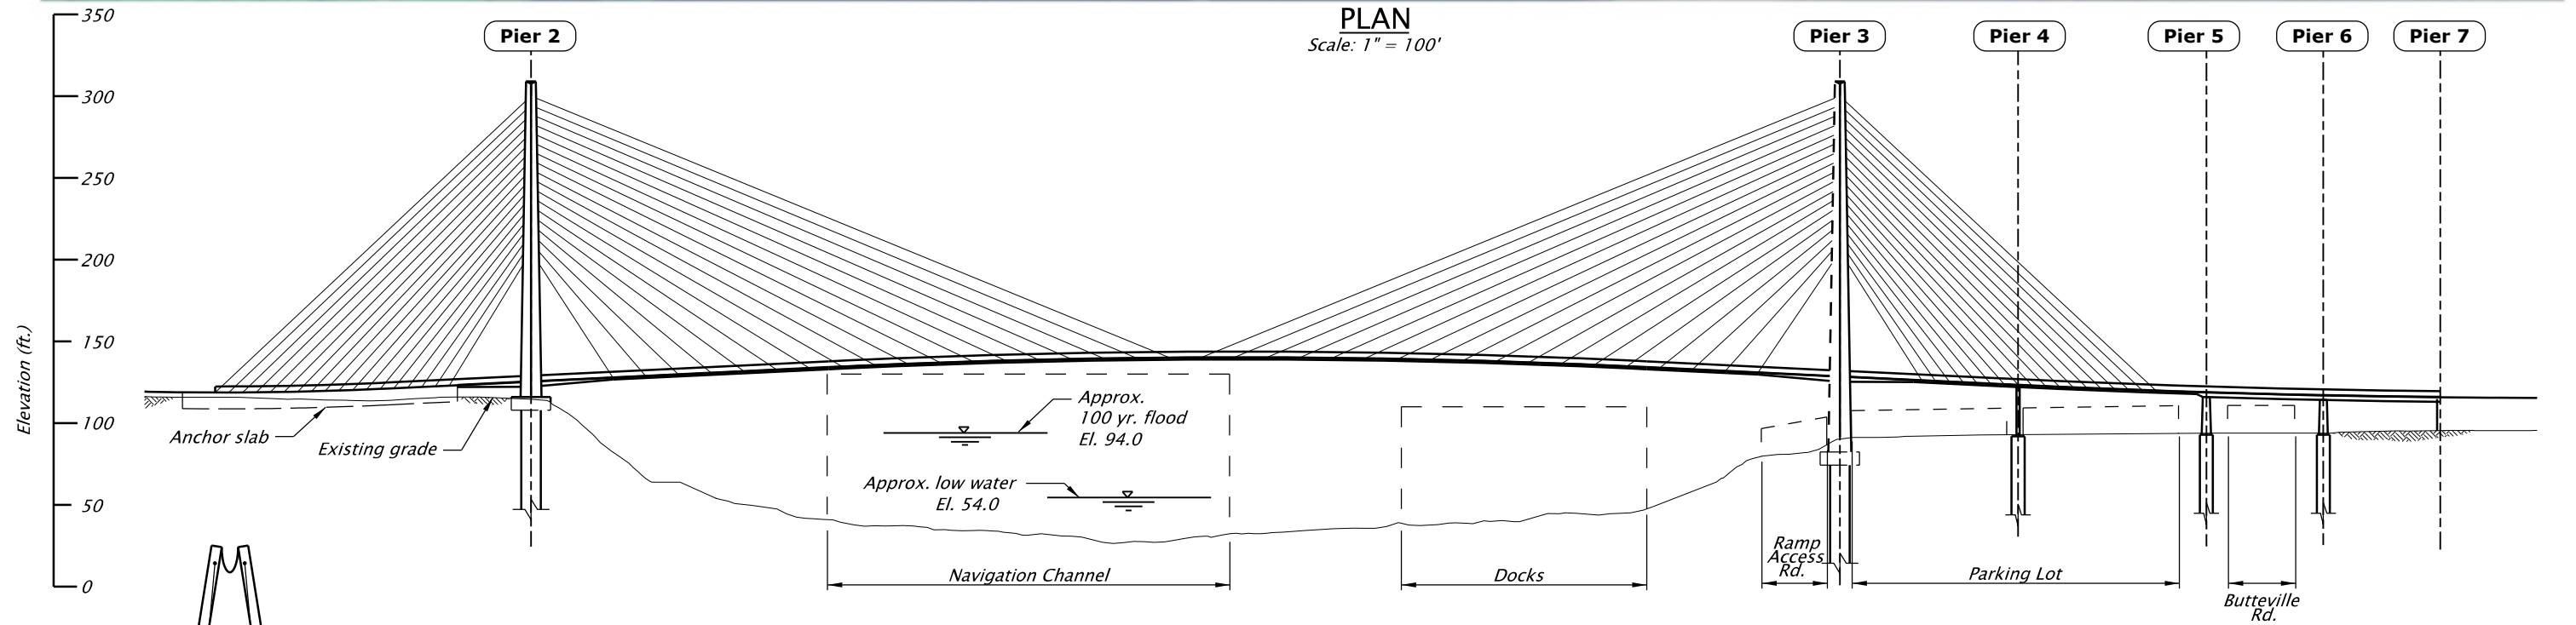 PLAN
Scale: 1" = 100'
Pier 2
Pier 3
Pier 4
Pier 5
Pier 6
Pier 7
350
300
250
200
150
100
50
0
Elevation (ft.)
Anchor slab
Existing grade
Approx.
100 yr. flood
El. 94.0
Approx. low water
El. 54.0
Navigation Channel
Docks
Ramp
Access
Rd.
Parking Lot
Butteville
Rd.